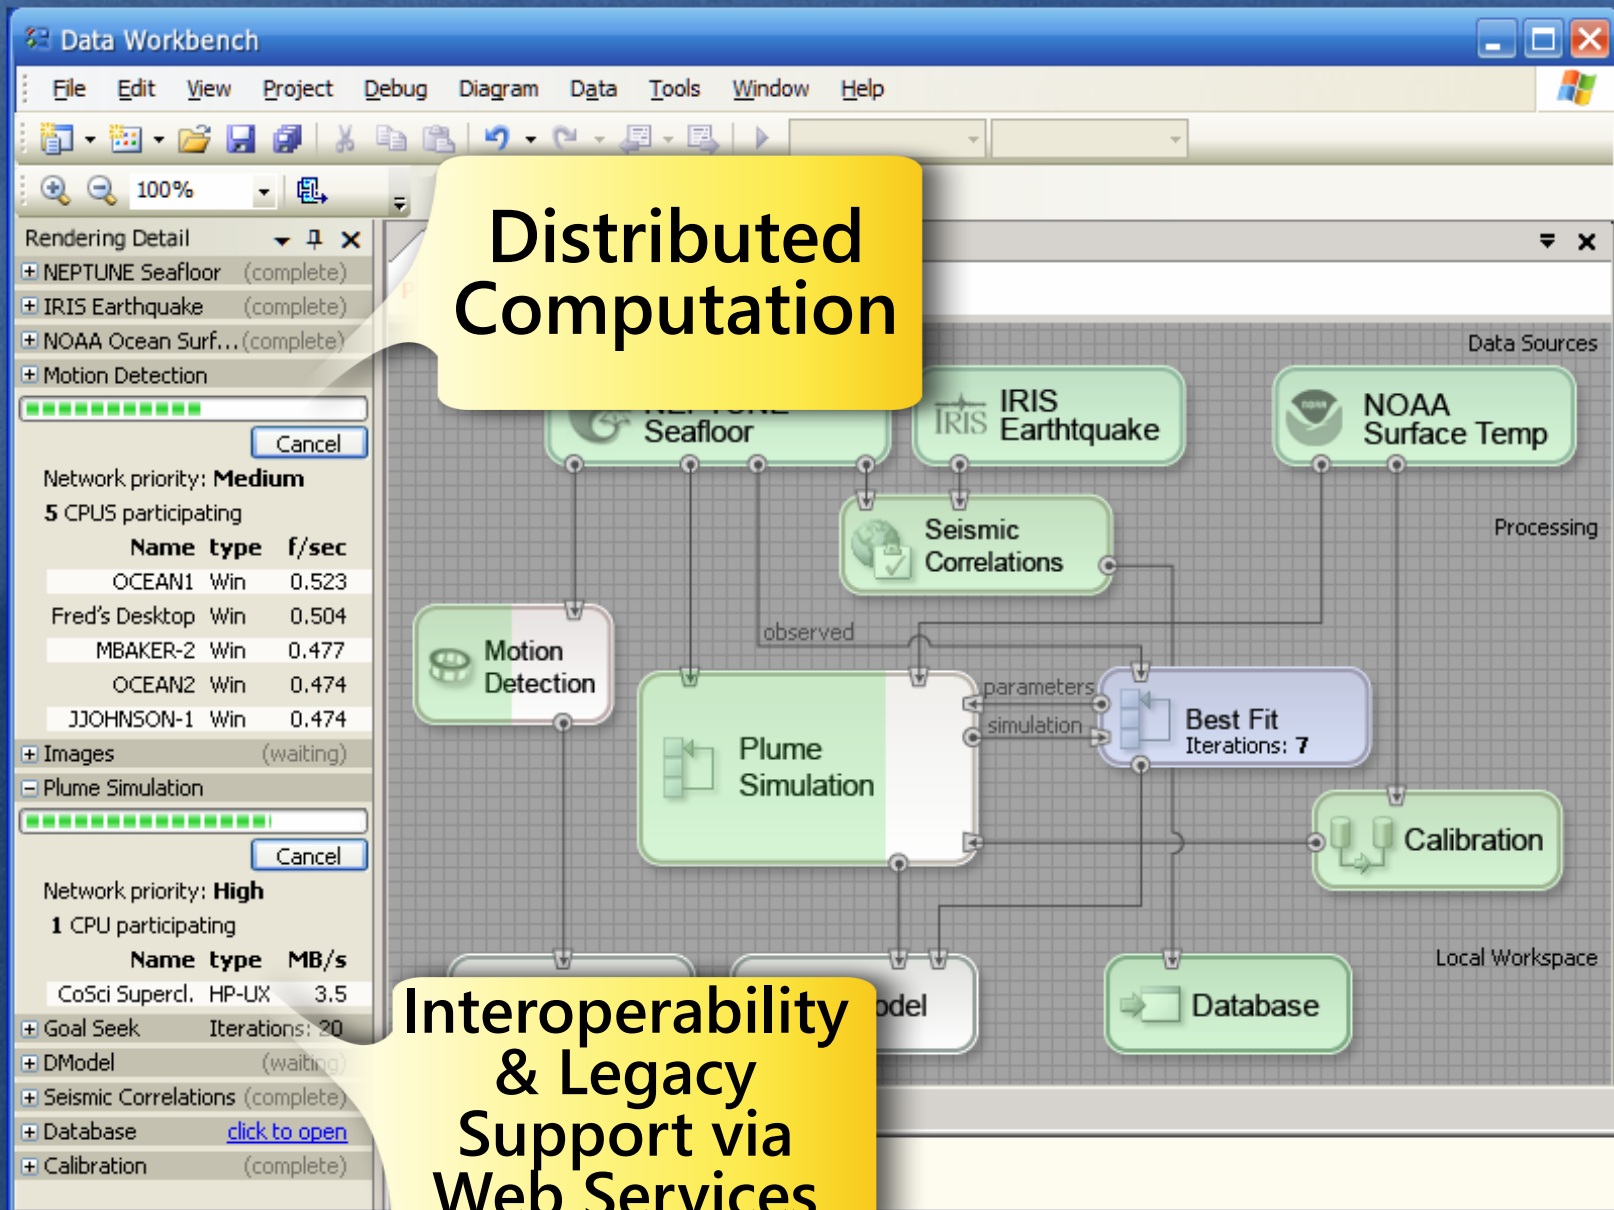 Data Workbench
File Edit View Project Debug Diagram Data Tools Window Help
100%
Distributed
Computation
Rendering Detail
NEPTUNE Seafloor (complete)
IRIS Earthquake (complete)
NOAA Ocean Surf... (complete)
Motion Detection
Cancel
Network priority: Medium
5 CPUS participating
Name type f/sec
OCEAN1 Win 0.523
Fred's Desktop Win 0.504
MBAKER-2 Win 0.477
OCEAN2 Win 0.474
JJOHNSON-1 Win 0.474
Images (waiting)
Plume Simulation
Cancel
Network priority: High
1 CPU participating
Name type MB/s
CoSci Supercl. HP-UX 3.5
Goal Seek Iterations: 20
DModel (waiting)
Seismic Correlations (complete)
Database click to open
Calibration (complete)
Data Sources
NEPTUNE
Seafloor
IRIS
IRIS
Earthtquake
NOAA
Surface Temp
Seismic
Correlations
Processing
observed
Motion
Detection
parameters
simulation
Plume
Simulation
Best Fit
Iterations: 7
Calibration
Local Workspace
Database
Interoperability
& Legacy
Support via
Web Services